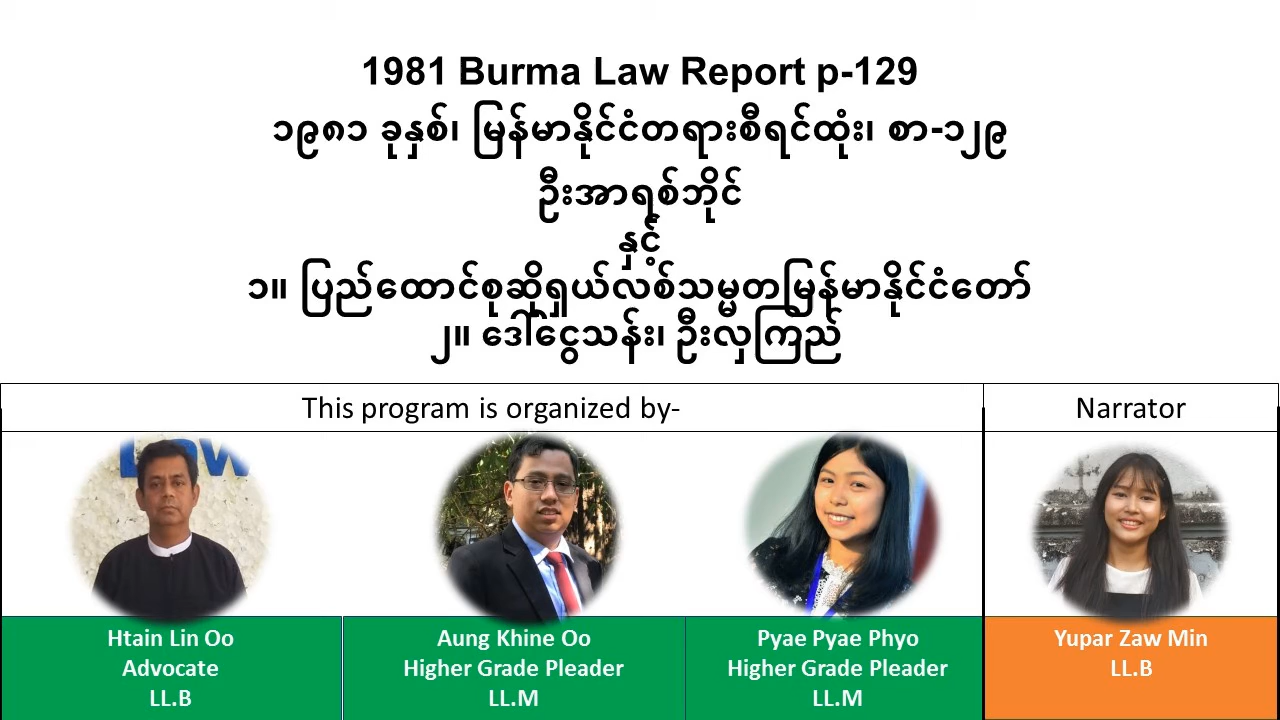 1981 Burma Law Report p-129
၁၉၈၁ ခုနှစ်၊ မြန်မာနိုင်ငံတရားစီရင်ထုံး၊ စာ-၁၂၉
ဦးအာရစ်ဘိုင်
နှင့်
၁။ ပြည်ထောင်စုဆိုရှယ်လစ်သမ္မတမြန်မာနိုင်ငံတော်
၂။ ဒေါ်ငွေသန်း၊ ဦးလှကြည်
This program is organized by-
Narrator
Law
Htain Lin Oo
Advocate
LL.B
Aung Khine Oo
Higher Grade Pleader
LL.M
Pyae Pyae Phyo
Higher Grade Pleader
LL.M
Yupar Zaw Min
LL.B